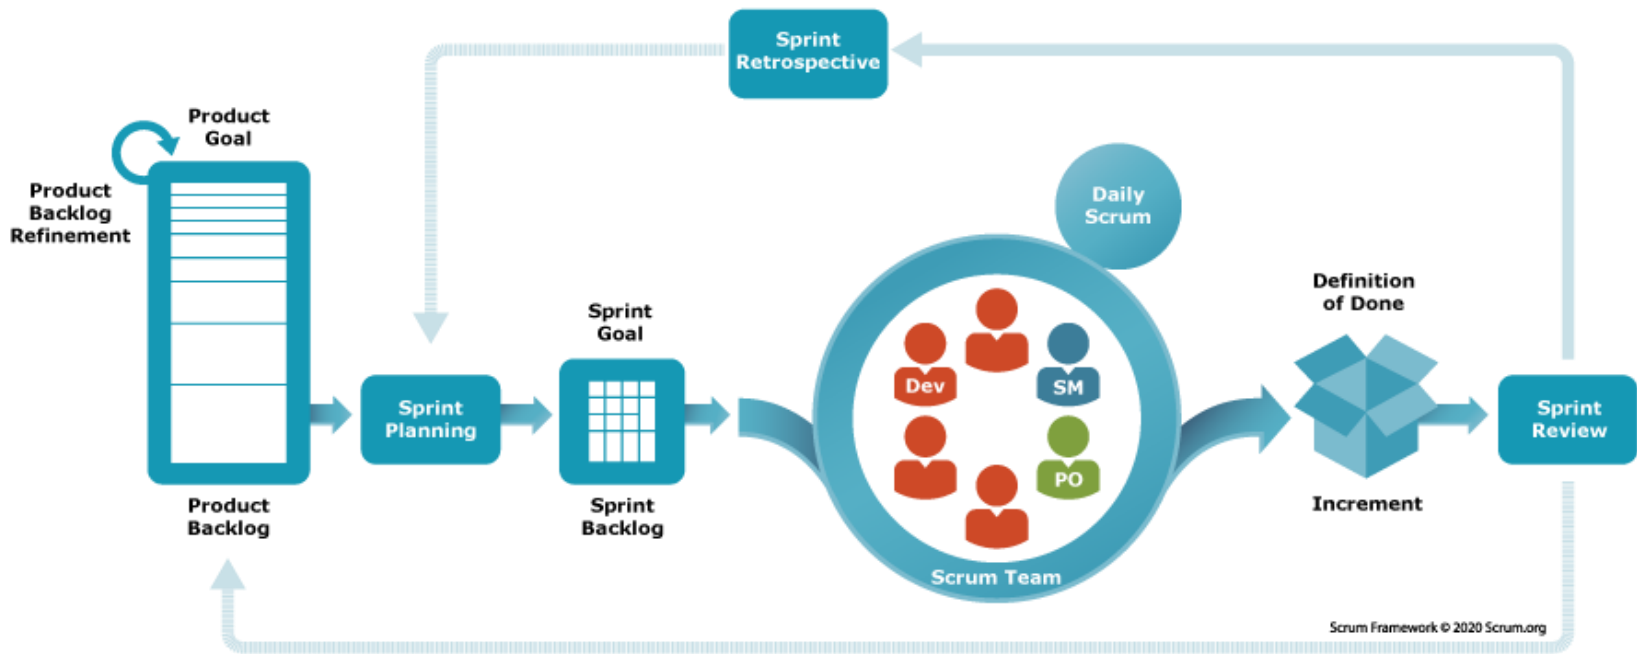 Sprint
Retrospective
Product
Goal
Product
Backlog
Refinement
Daily
Scrum
Definition
of Done
Sprint
Goal
Dev
SM
Sprint
Planning
Sprint
Review
PO
Product
Backlog
Sprint
Backlog
Increment
Scrum Team
Scrum Framework © 2020 Scrum.org